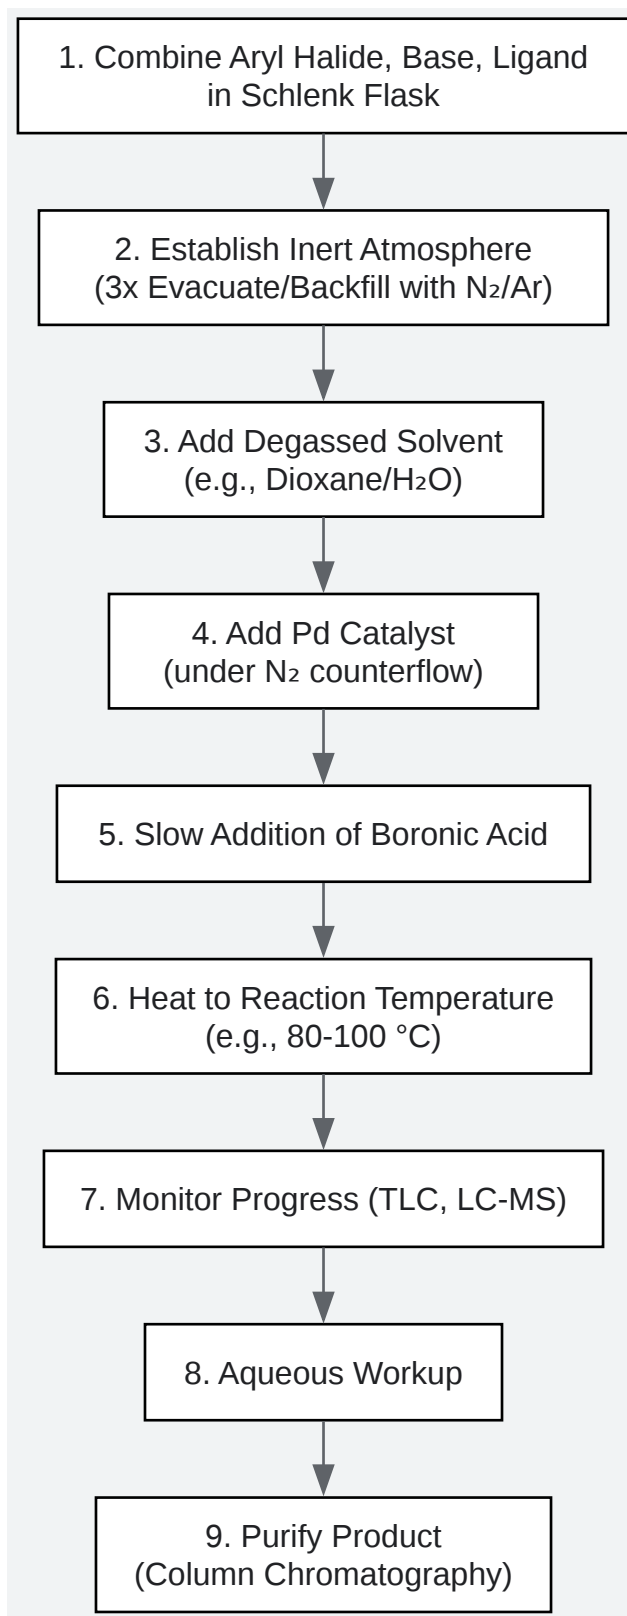 1. Combine Aryl Halide, Base, Ligand
in Schlenk Flask
2. Establish Inert Atmosphere
(3x Evacuate/Backfill with N₂/Ar)
3. Add Degassed Solvent
(e.g., Dioxane/H₂O)
4. Add Pd Catalyst
(under N₂ counterflow)
5. Slow Addition of Boronic Acid
6. Heat to Reaction Temperature
(e.g., 80-100 °C)
7. Monitor Progress (TLC, LC-MS)
8. Aqueous Workup
9. Purify Product
(Column Chromatography)